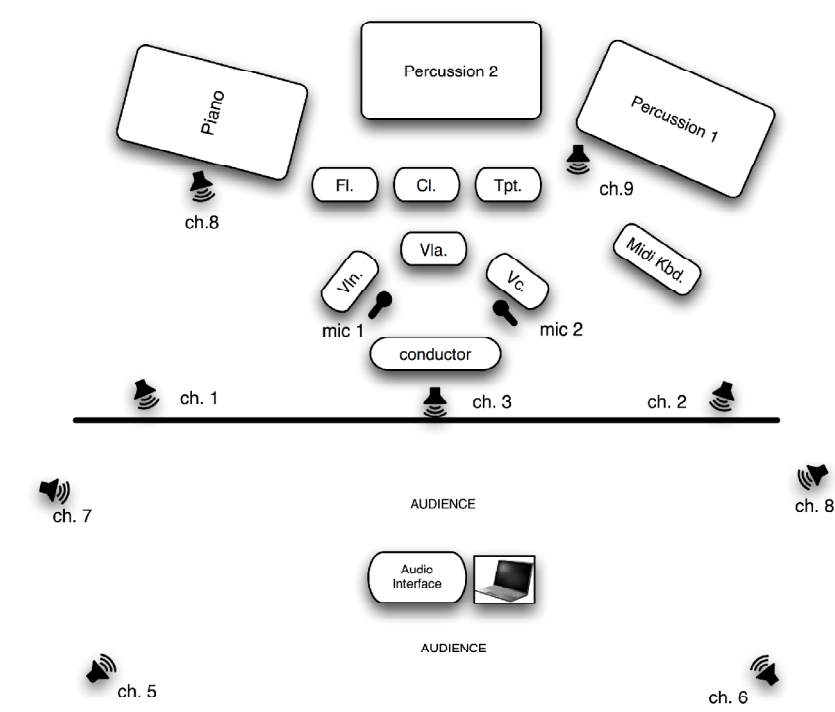 Percussion 2
Piano
Percussion 1
Fl.
Cl.
Tpt.
ch.9
ch.8
Vla.
Midi Kbd.
Vln.
Vc.
mic 1
mic 2
conductor
ch. 1
ch. 3
ch. 2
AUDIENCE
ch. 7
ch. 8
Audio
Interface
AUDIENCE
ch. 5
ch. 6